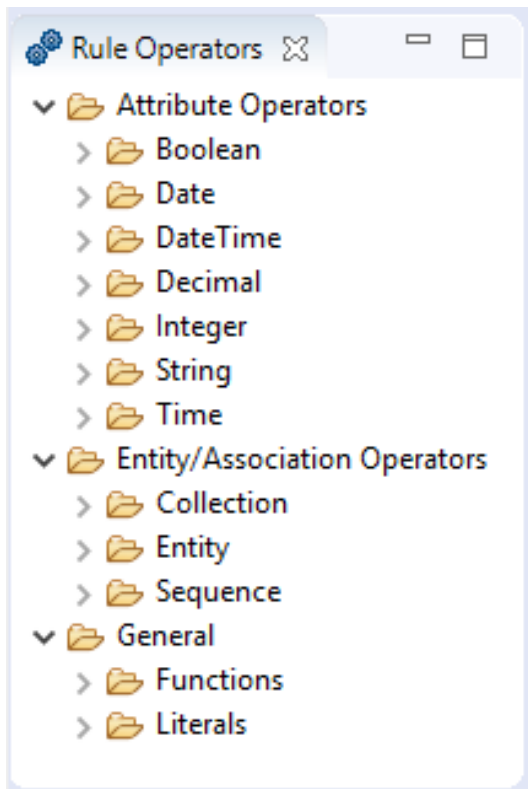 Rule Operators
Attribute Operators
Boolean
Date
DateTime
Decimal
Integer
String
Time
Entity/Association Operators
Collection
Entity
Sequence
General
Functions
Literals